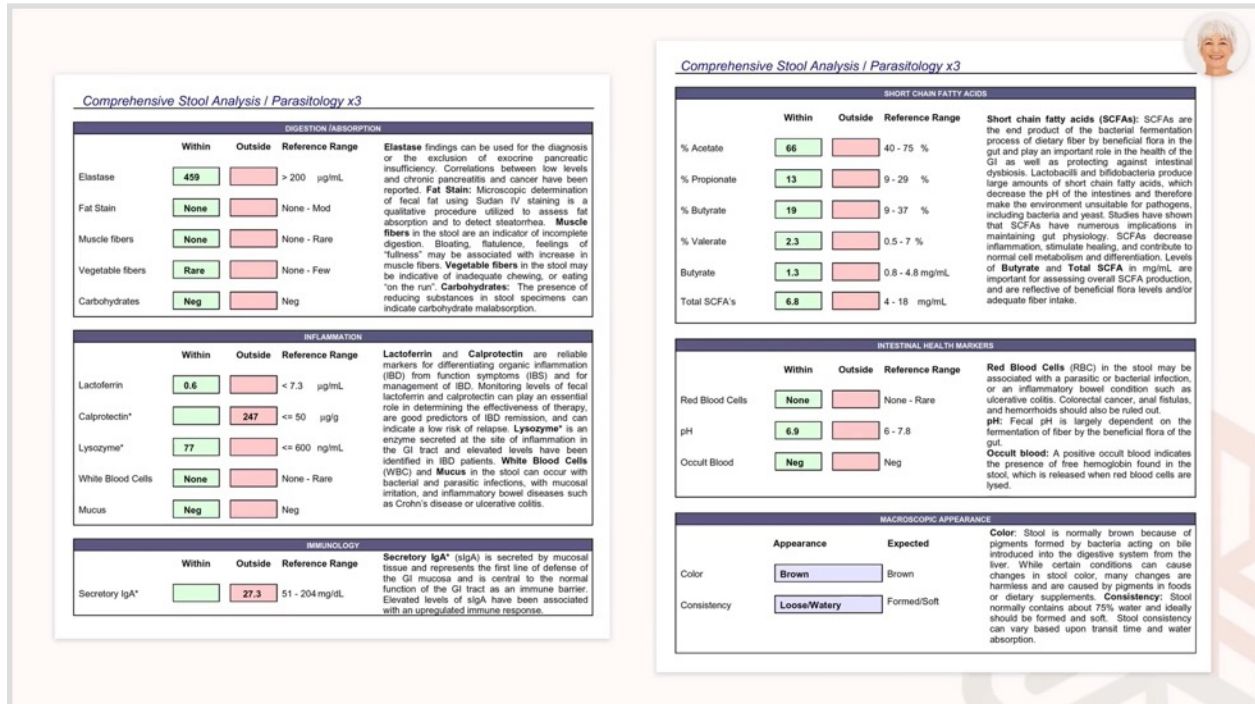 Comprehensive Stool Analysis / Parasitology x3
DIGESTION /ABSORPTION
Within Outside Reference Range
Elastase 459 > 200 µg/mL
Fat Stain None None - Mod
Muscle fibers None None - Rare
Vegetable fibers Rare None - Few
Carbohydrates Neg Neg
Elastase findings can be used for the diagnosis
or the exclusion of exocrine pancreatic
insufficiency. Correlations between low levels
and chronic pancreatitis and cancer have been
reported. Fat Stain: Microscopic determination
of fecal fat using Sudan IV staining is a
qualitative procedure utilized to assess fat
absorption and to detect steatorrhea. Muscle
fibers in the stool are an indicator of incomplete
digestion. Bloating, flatulence, feelings of
"fullness" may be associated with increase in
muscle fibers. Vegetable fibers in the stool may
be indicative of inadequate chewing, or eating
"on the run". Carbohydrates: The presence of
reducing substances in stool specimens can
indicate carbohydrate malabsorption.
INFLAMMATION
Within Outside Reference Range
Lactoferrin 0.6 < 7.3 µg/mL
Calprotectin* 247 <= 50 µg/g
Lysozyme* 77 <= 600 ng/mL
White Blood Cells None None - Rare
Mucus Neg Neg
Lactoferrin and Calprotectin are reliable
markers for differentiating organic inflammation
(IBD) from function symptoms (IBS) and for
management of IBD. Monitoring levels of fecal
lactoferrin and calprotectin can play an essential
role in determining the effectiveness of therapy,
are good predictors of IBD remission, and can
indicate a low risk of relapse. Lysozyme* is an
enzyme secreted at the site of inflammation in
the GI tract and elevated levels have been
identified in IBD patients. White Blood Cells
(WBC) and Mucus in the stool can occur with
bacterial and parasitic infections, with mucosal
irritation, and inflammatory bowel diseases such
as Crohn's disease or ulcerative colitis.
IMMUNOLOGY
Within Outside Reference Range
Secretory IgA* 27.3 51 - 204 mg/dL
Secretory IgA* (sIgA) is secreted by mucosal
tissue and represents the first line of defense of
the GI mucosa and is central to the normal
function of the GI tract as an immune barrier.
Elevated levels of sIgA have been associated
with an upregulated immune response.
Comprehensive Stool Analysis / Parasitology x3
SHORT CHAIN FATTY ACIDS
Within Outside Reference Range
% Acetate 66 40 - 75 %
% Propionate 13 9 - 29 %
% Butyrate 19 9 - 37 %
% Valerate 2.3 0.5 - 7 %
Butyrate 1.3 0.8 - 4.8 mg/mL
Total SCFA's 6.8 4 - 18 mg/mL
Short chain fatty acids (SCFAs): SCFAs are
the end product of the bacterial fermentation
process of dietary fiber by beneficial flora in the
gut and play an important role in the health of the
GI as well as protecting against intestinal
dysbiosis. Lactobacilli and bifidobacteria produce
large amounts of short chain fatty acids, which
decrease the pH of the intestines and therefore
make the environment unsuitable for pathogens,
including bacteria and yeast. Studies have shown
that SCFAs have numerous implications in
maintaining gut physiology. SCFAs decrease
inflammation, stimulate healing, and contribute to
normal cell metabolism and differentiation. Levels
of Butyrate and Total SCFA in mg/mL are
important for assessing overall SCFA production,
and are reflective of beneficial flora levels and/or
adequate fiber intake.
INTESTINAL HEALTH MARKERS
Within Outside Reference Range
Red Blood Cells None None - Rare
pH 6.9 6 - 7.8
Occult Blood Neg Neg
Red Blood Cells (RBC) in the stool may be
associated with a parasitic or bacterial infection,
or an inflammatory bowel condition such as
ulcerative colitis. Colorectal cancer, anal fistulas,
and hemorrhoids should also be ruled out.
pH: Fecal pH is largely dependent on the
fermentation of fiber by the beneficial flora of the
gut.
Occult blood: A positive occult blood indicates
the presence of free hemoglobin found in the
stool, which is released when red blood cells are
lysed.
MACROSCOPIC APPEARANCE
Appearance Expected
Color Brown Brown
Consistency Loose/Watery Formed/Soft
Color: Stool is normally brown because of
pigments formed by bacteria acting on bile
introduced into the digestive system from the
liver. While certain conditions can cause
changes in stool color, many changes are
harmless and are caused by pigments in foods
or dietary supplements. Consistency: Stool
normally contains about 75% water and ideally
should be formed and soft. Stool consistency
can vary based upon transit time and water
absorption.